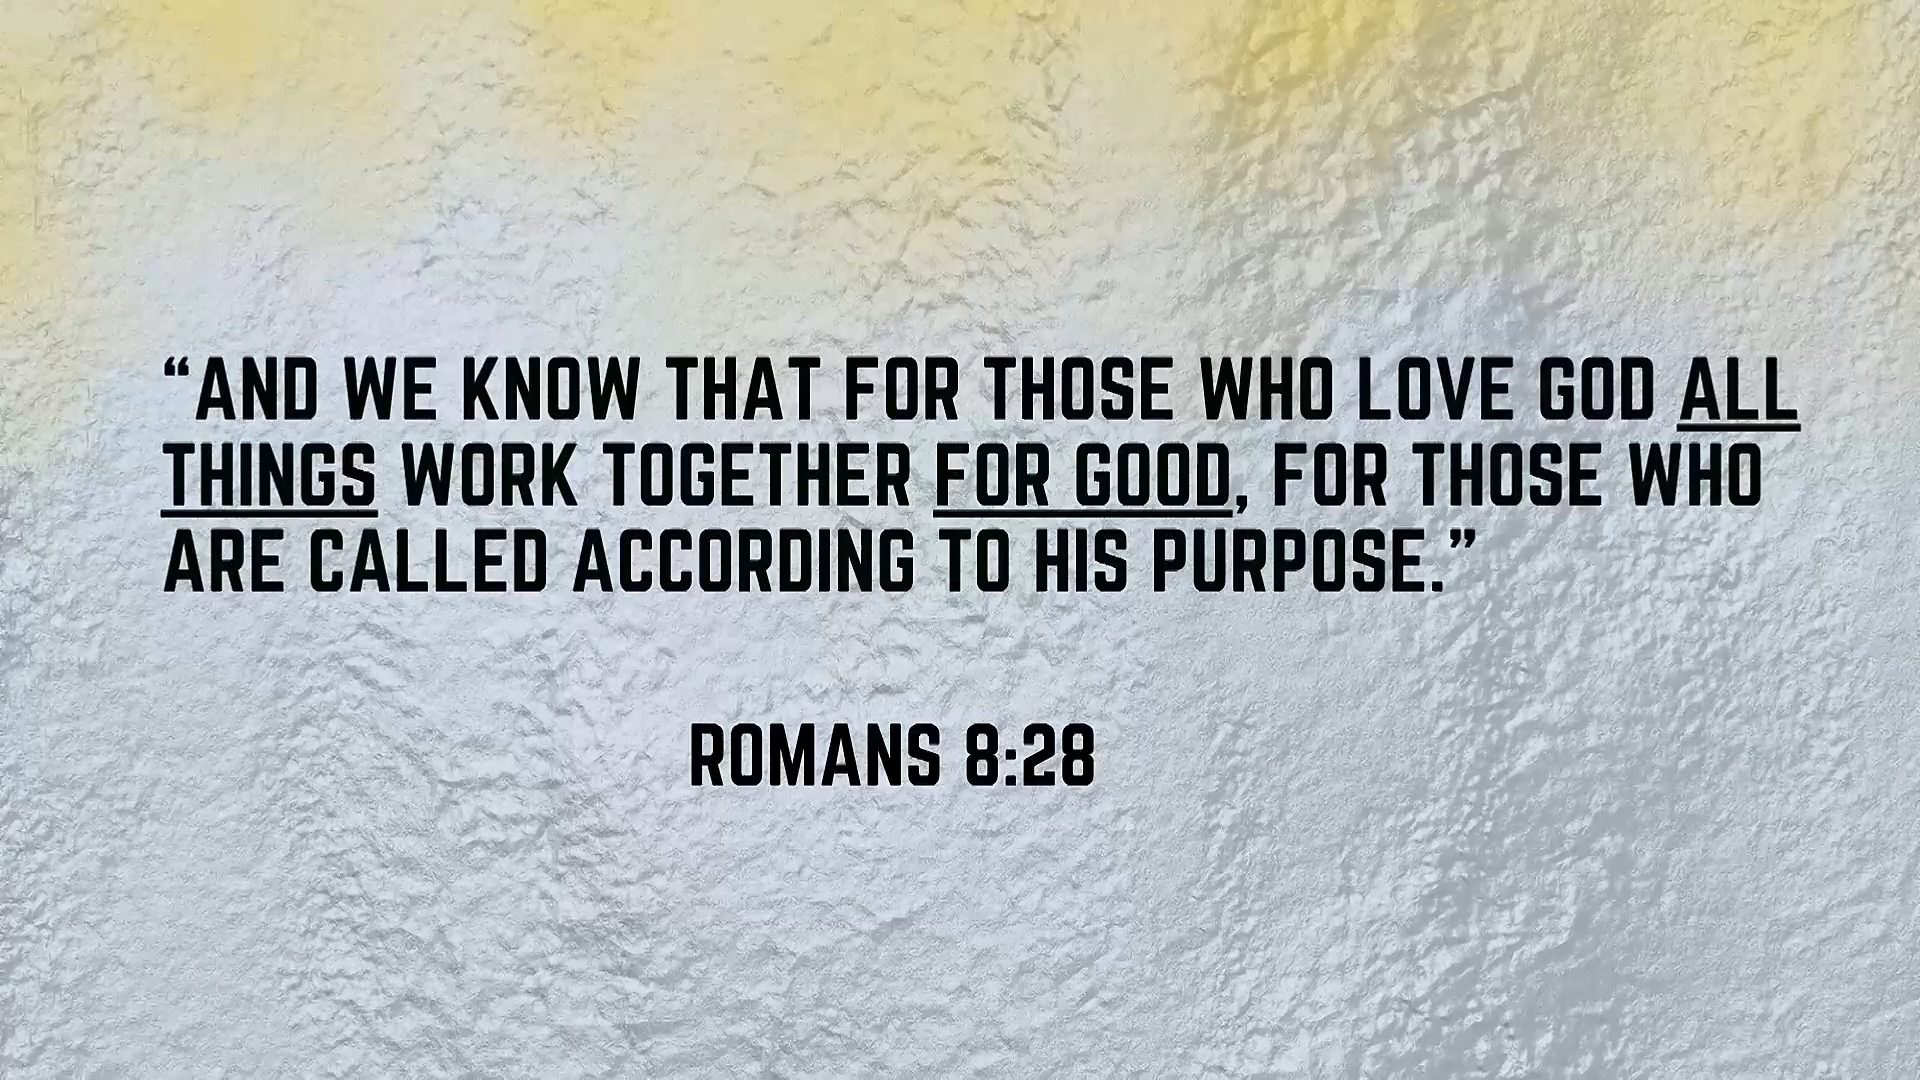 “AND WE KNOW THAT FOR THOSE WHO LOVE GOD ALL
THINGS WORK TOGETHER FOR GOOD, FOR THOSE WHO
ARE CALLED ACCORDING TO HIS PURPOSE.”
ROMANS 8:28